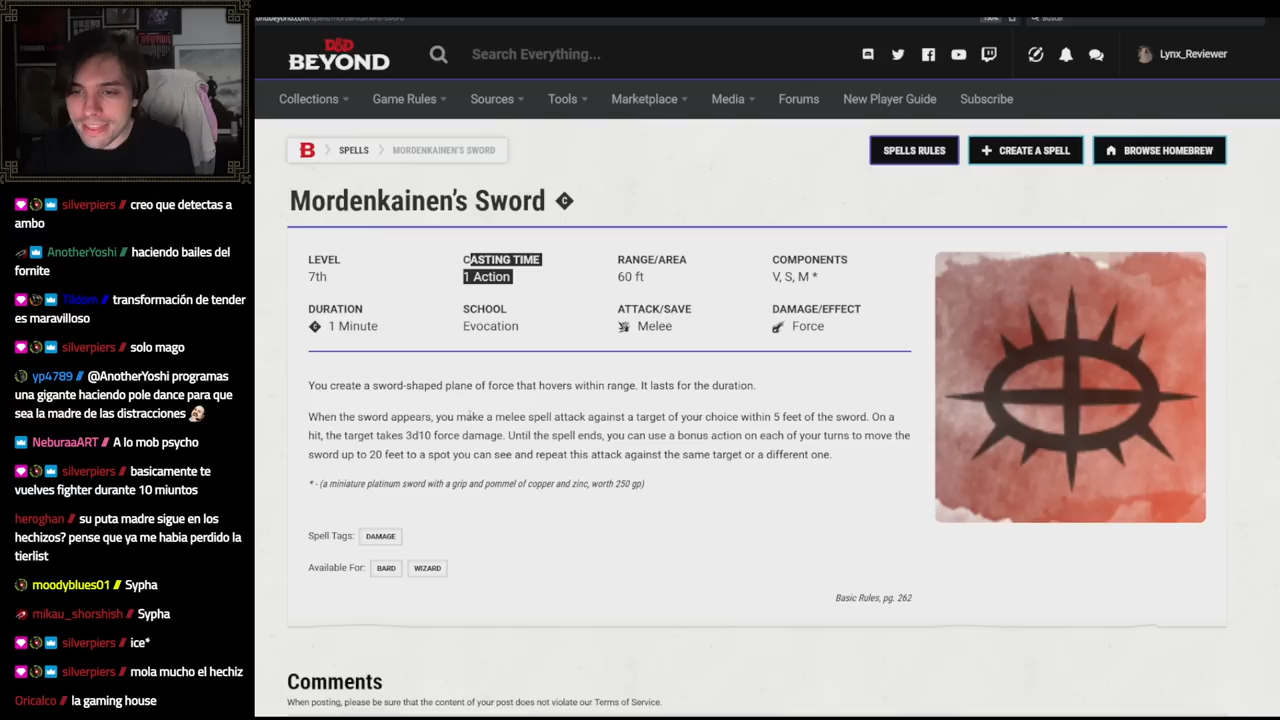 silverpiers // creo que detectas a
ambo
AnotherYoshi // haciendo bailes del
fornite
Tildom // transformación de tender
es maravilloso
silverpiers // solo mago
yp4789 // @AnotherYoshi programas
una gigante haciendo pole dance para que
sea la madre de las distracciones
NeburaaART // A lo mob psycho
silverpiers // basicamente te
vuelves fighter durante 10 miuntos
heroghan // su puta madre sigue en los
hechizos? pense que ya me habia perdido la
tierlist
moodyblues01 // Sypha
mikau_shorshish // Sypha
silverpiers // ice*
silverpiers // mola mucho el hechiz
Oricalco // la gaming house
D&D
BEYOND
Search Everything...
Lynx_Reviewer
Collections Game Rules Sources Tools Marketplace Media Forums New Player Guide Subscribe
B SPELLS MORDENKAINEN'S SWORD
SPELLS RULES + CREATE A SPELL BROWSE HOMEBREW
Mordenkainen's Sword C
LEVEL CASTING TIME RANGE/AREA COMPONENTS
7th 1 Action 60 ft V, S, M *
DURATION SCHOOL ATTACK/SAVE DAMAGE/EFFECT
C 1 Minute Evocation Melee Force
You create a sword-shaped plane of force that hovers within range. It lasts for the duration.
When the sword appears, you make a melee spell attack against a target of your choice within 5 feet of the sword. On a
hit, the target takes 3d10 force damage. Until the spell ends, you can use a bonus action on each of your turns to move the
sword up to 20 feet to a spot you can see and repeat this attack against the same target or a different one.
* - (a miniature platinum sword with a grip and pommel of copper and zinc, worth 250 gp)
Spell Tags: DAMAGE
Available For: BARD WIZARD
Basic Rules, pg. 262
Comments
When posting, please be sure that the content of your post does not violate our Terms of Service.